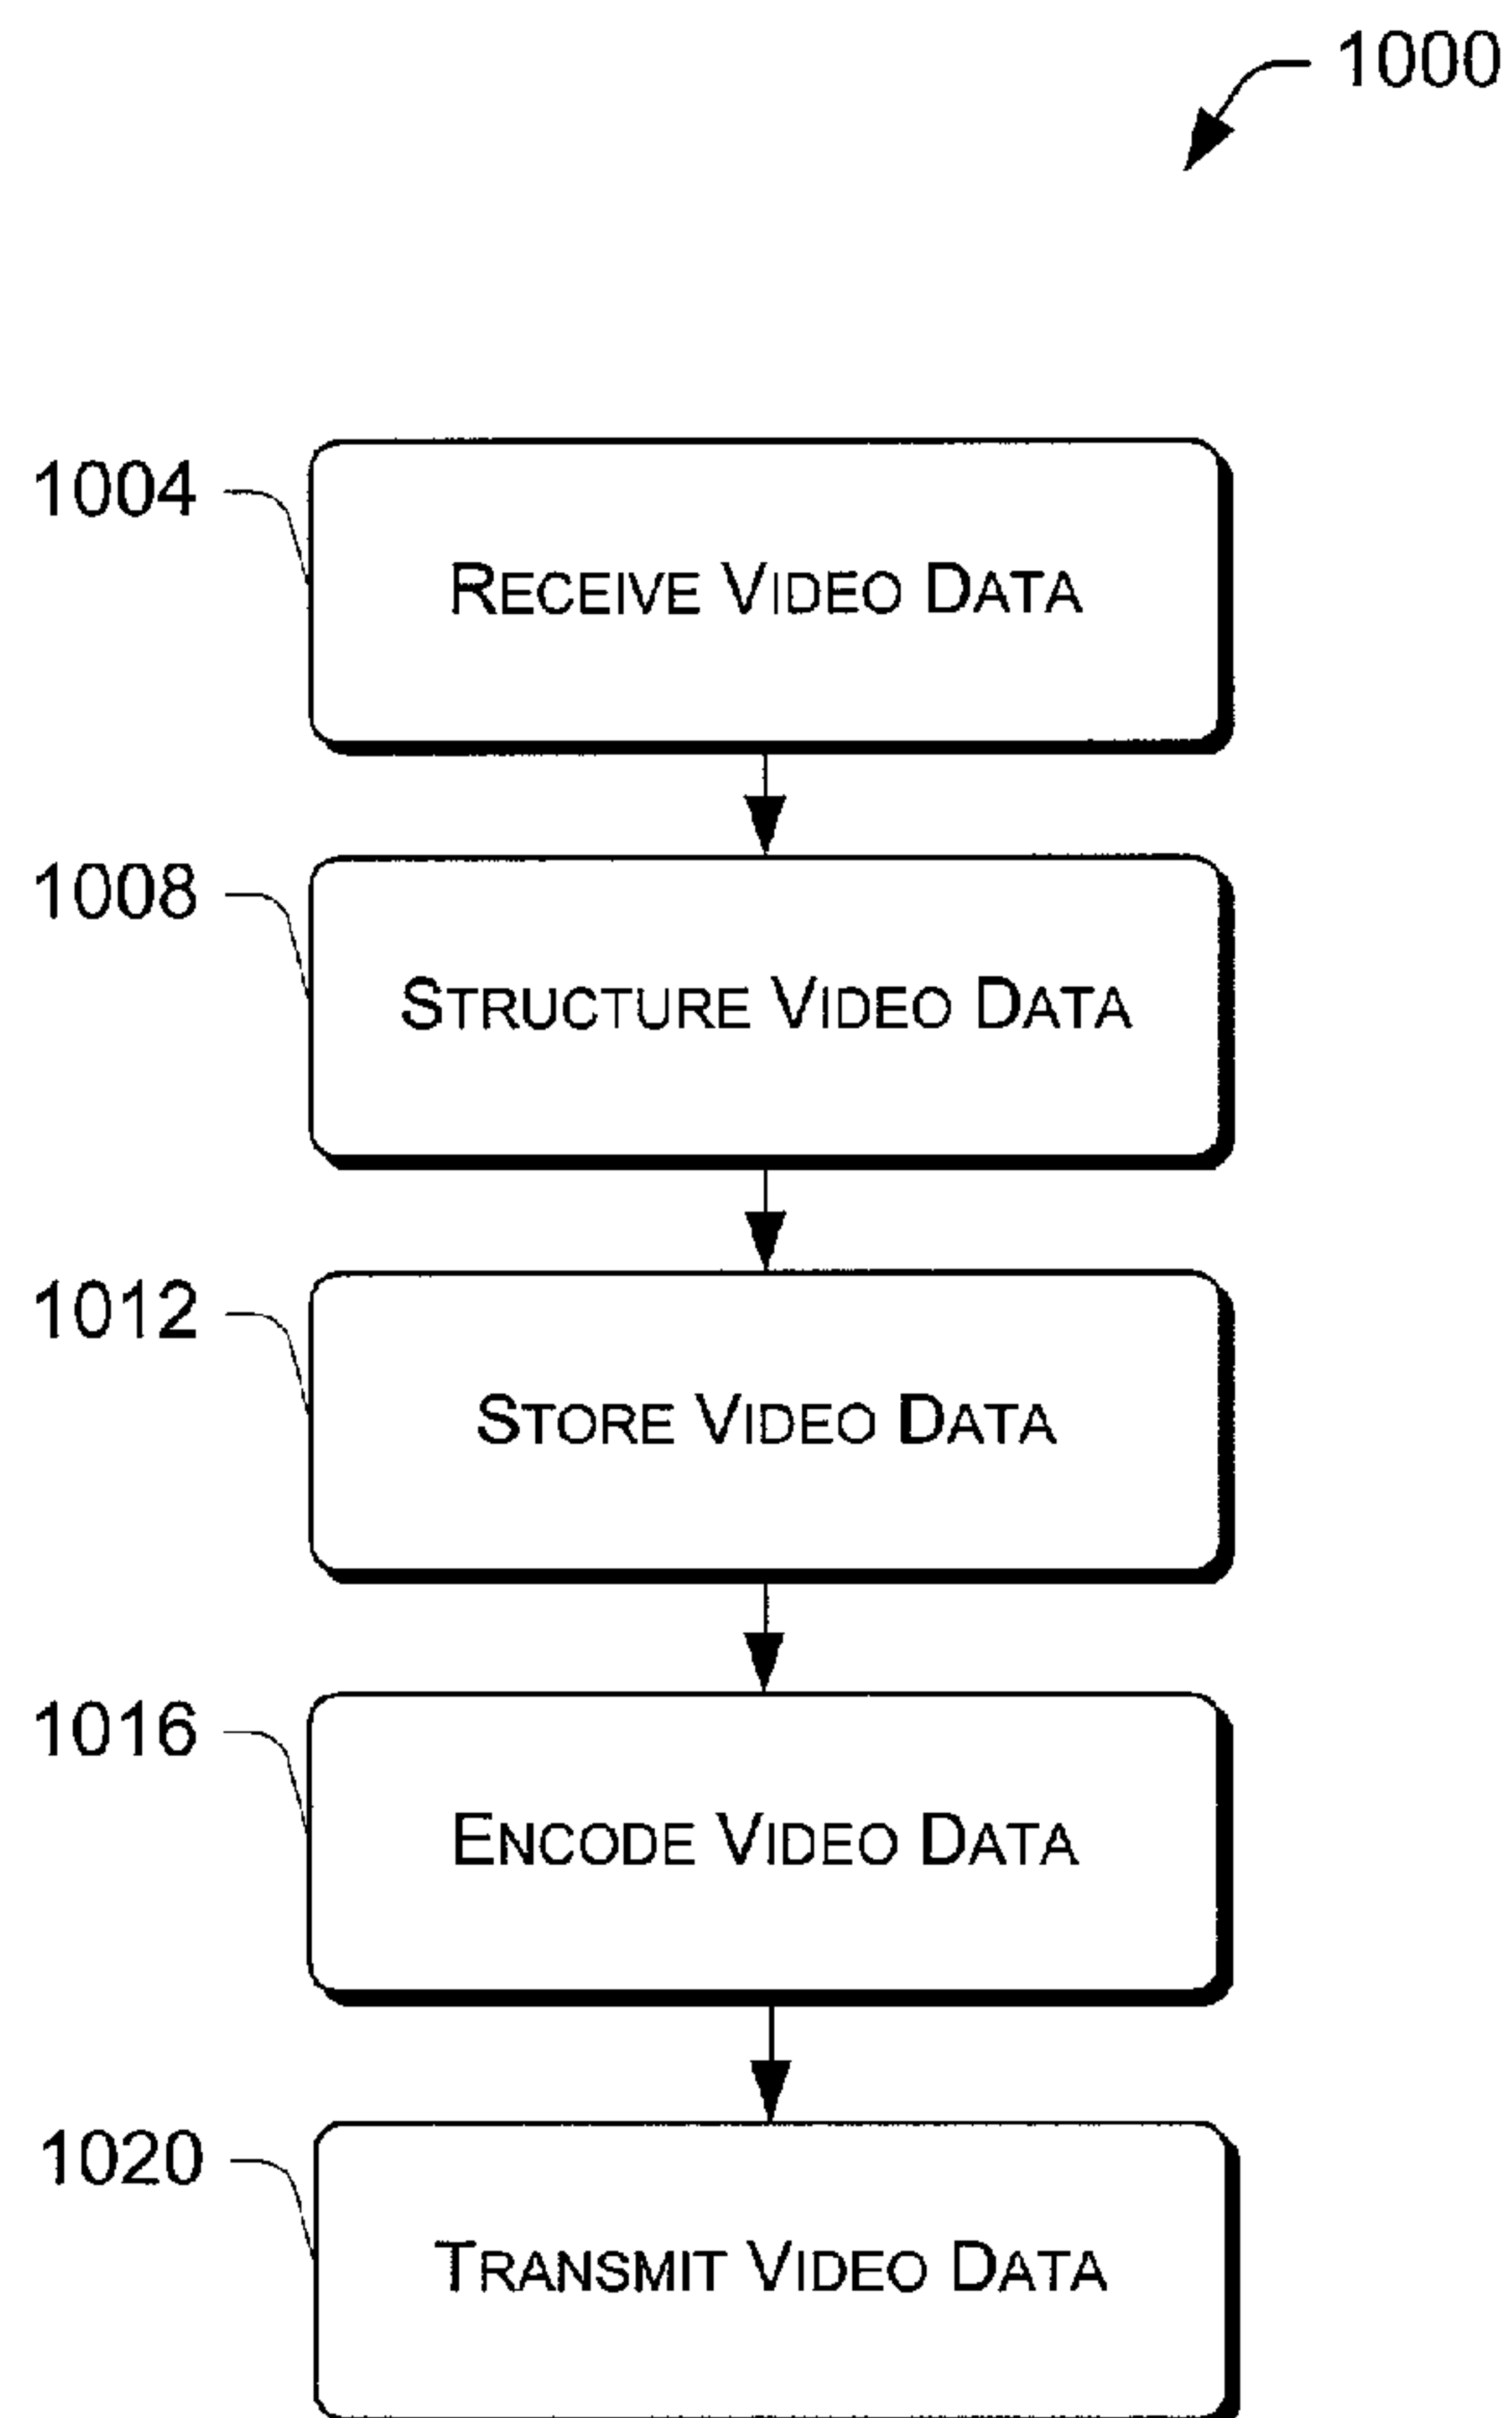 1000
1004
RECEIVE VIDEO DATA
1008
STRUCTURE VIDEO DATA
1012
STORE VIDEO DATA
1016
ENCODE VIDEO DATA
1020
TRANSMIT VIDEO DATA